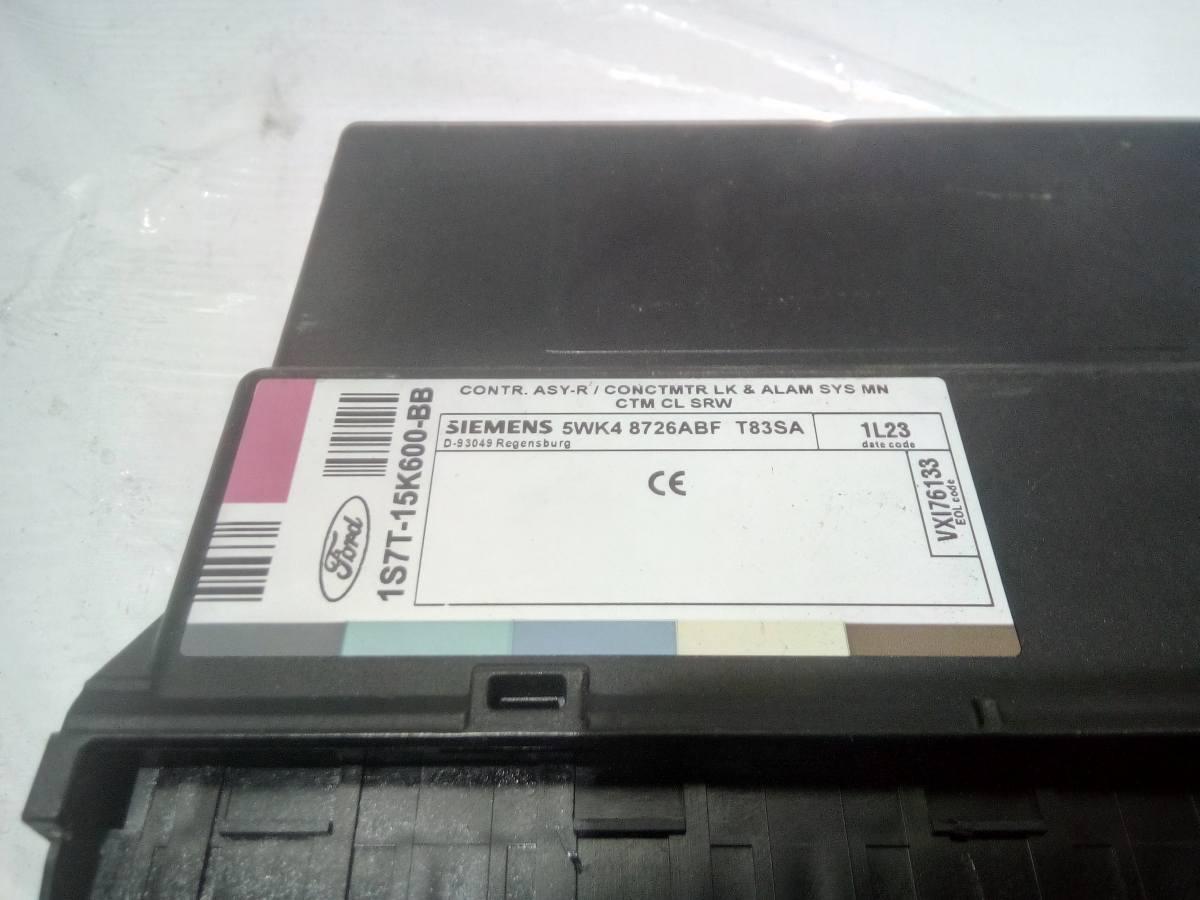 CONTR. ASY-R / CONCTMTR LK & ALAM SYS MN
CTM CL SRW
SIEMENS 5WK4 8726ABF T83SA
D-93049 Regensburg
1L23
date code
VXI76133
EOL code
CE
Ford
1S7T-15K600-BB